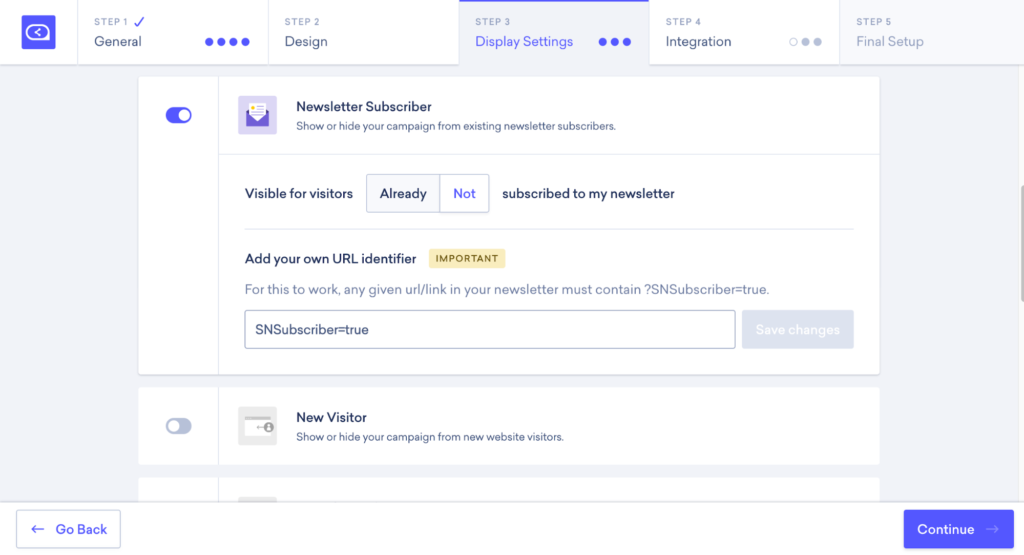 STEP 1
General
STEP 2
Design
STEP 3
Display Settings
STEP 4
Integration
STEP 5
Final Setup
Newsletter Subscriber
Show or hide your campaign from existing newsletter subscribers.
Visible for visitors Already Not subscribed to my newsletter
Add your own URL identifier IMPORTANT
For this to work, any given url/link in your newsletter must contain ?SNSubscriber=true.
SNSubscriber=true Save changes
New Visitor
Show or hide your campaign from new website visitors.
Go Back Continue